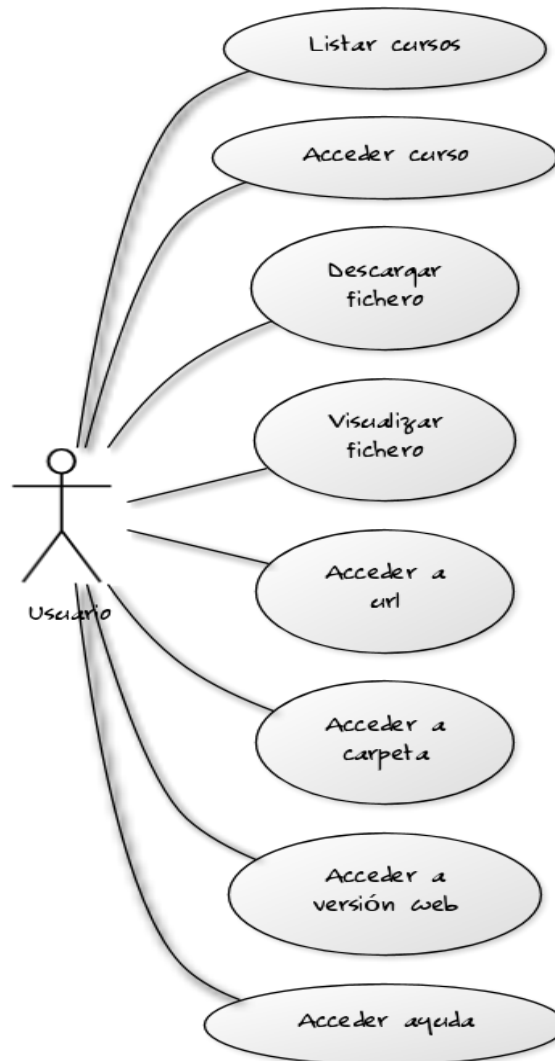 Listar cursos
Acceder curso
Descargar
fichero
Visualizar
fichero
Usuario
Acceder a
url
Acceder a
carpeta
Acceder a
versión web
Acceder ayuda